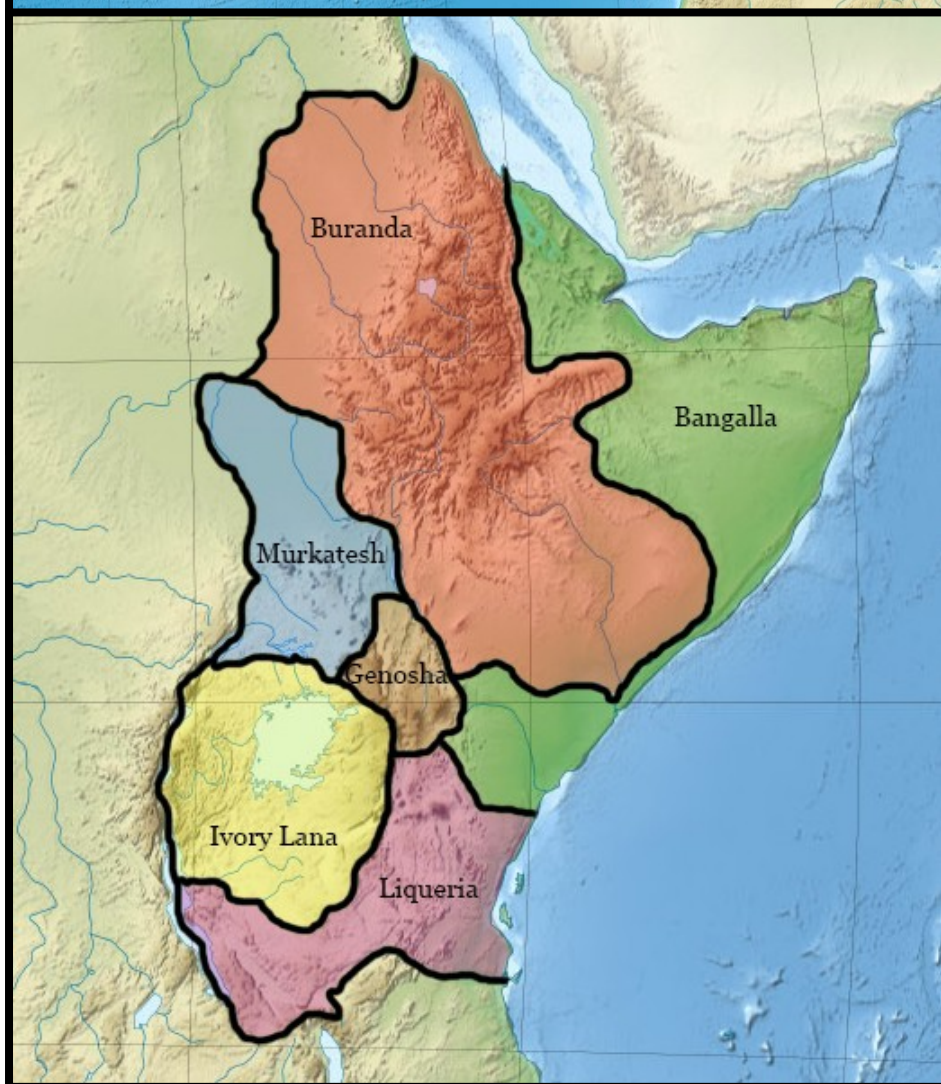 Buranda
Bangalla
Murkatesh
Genosha
Ivory Lana
Liqueria